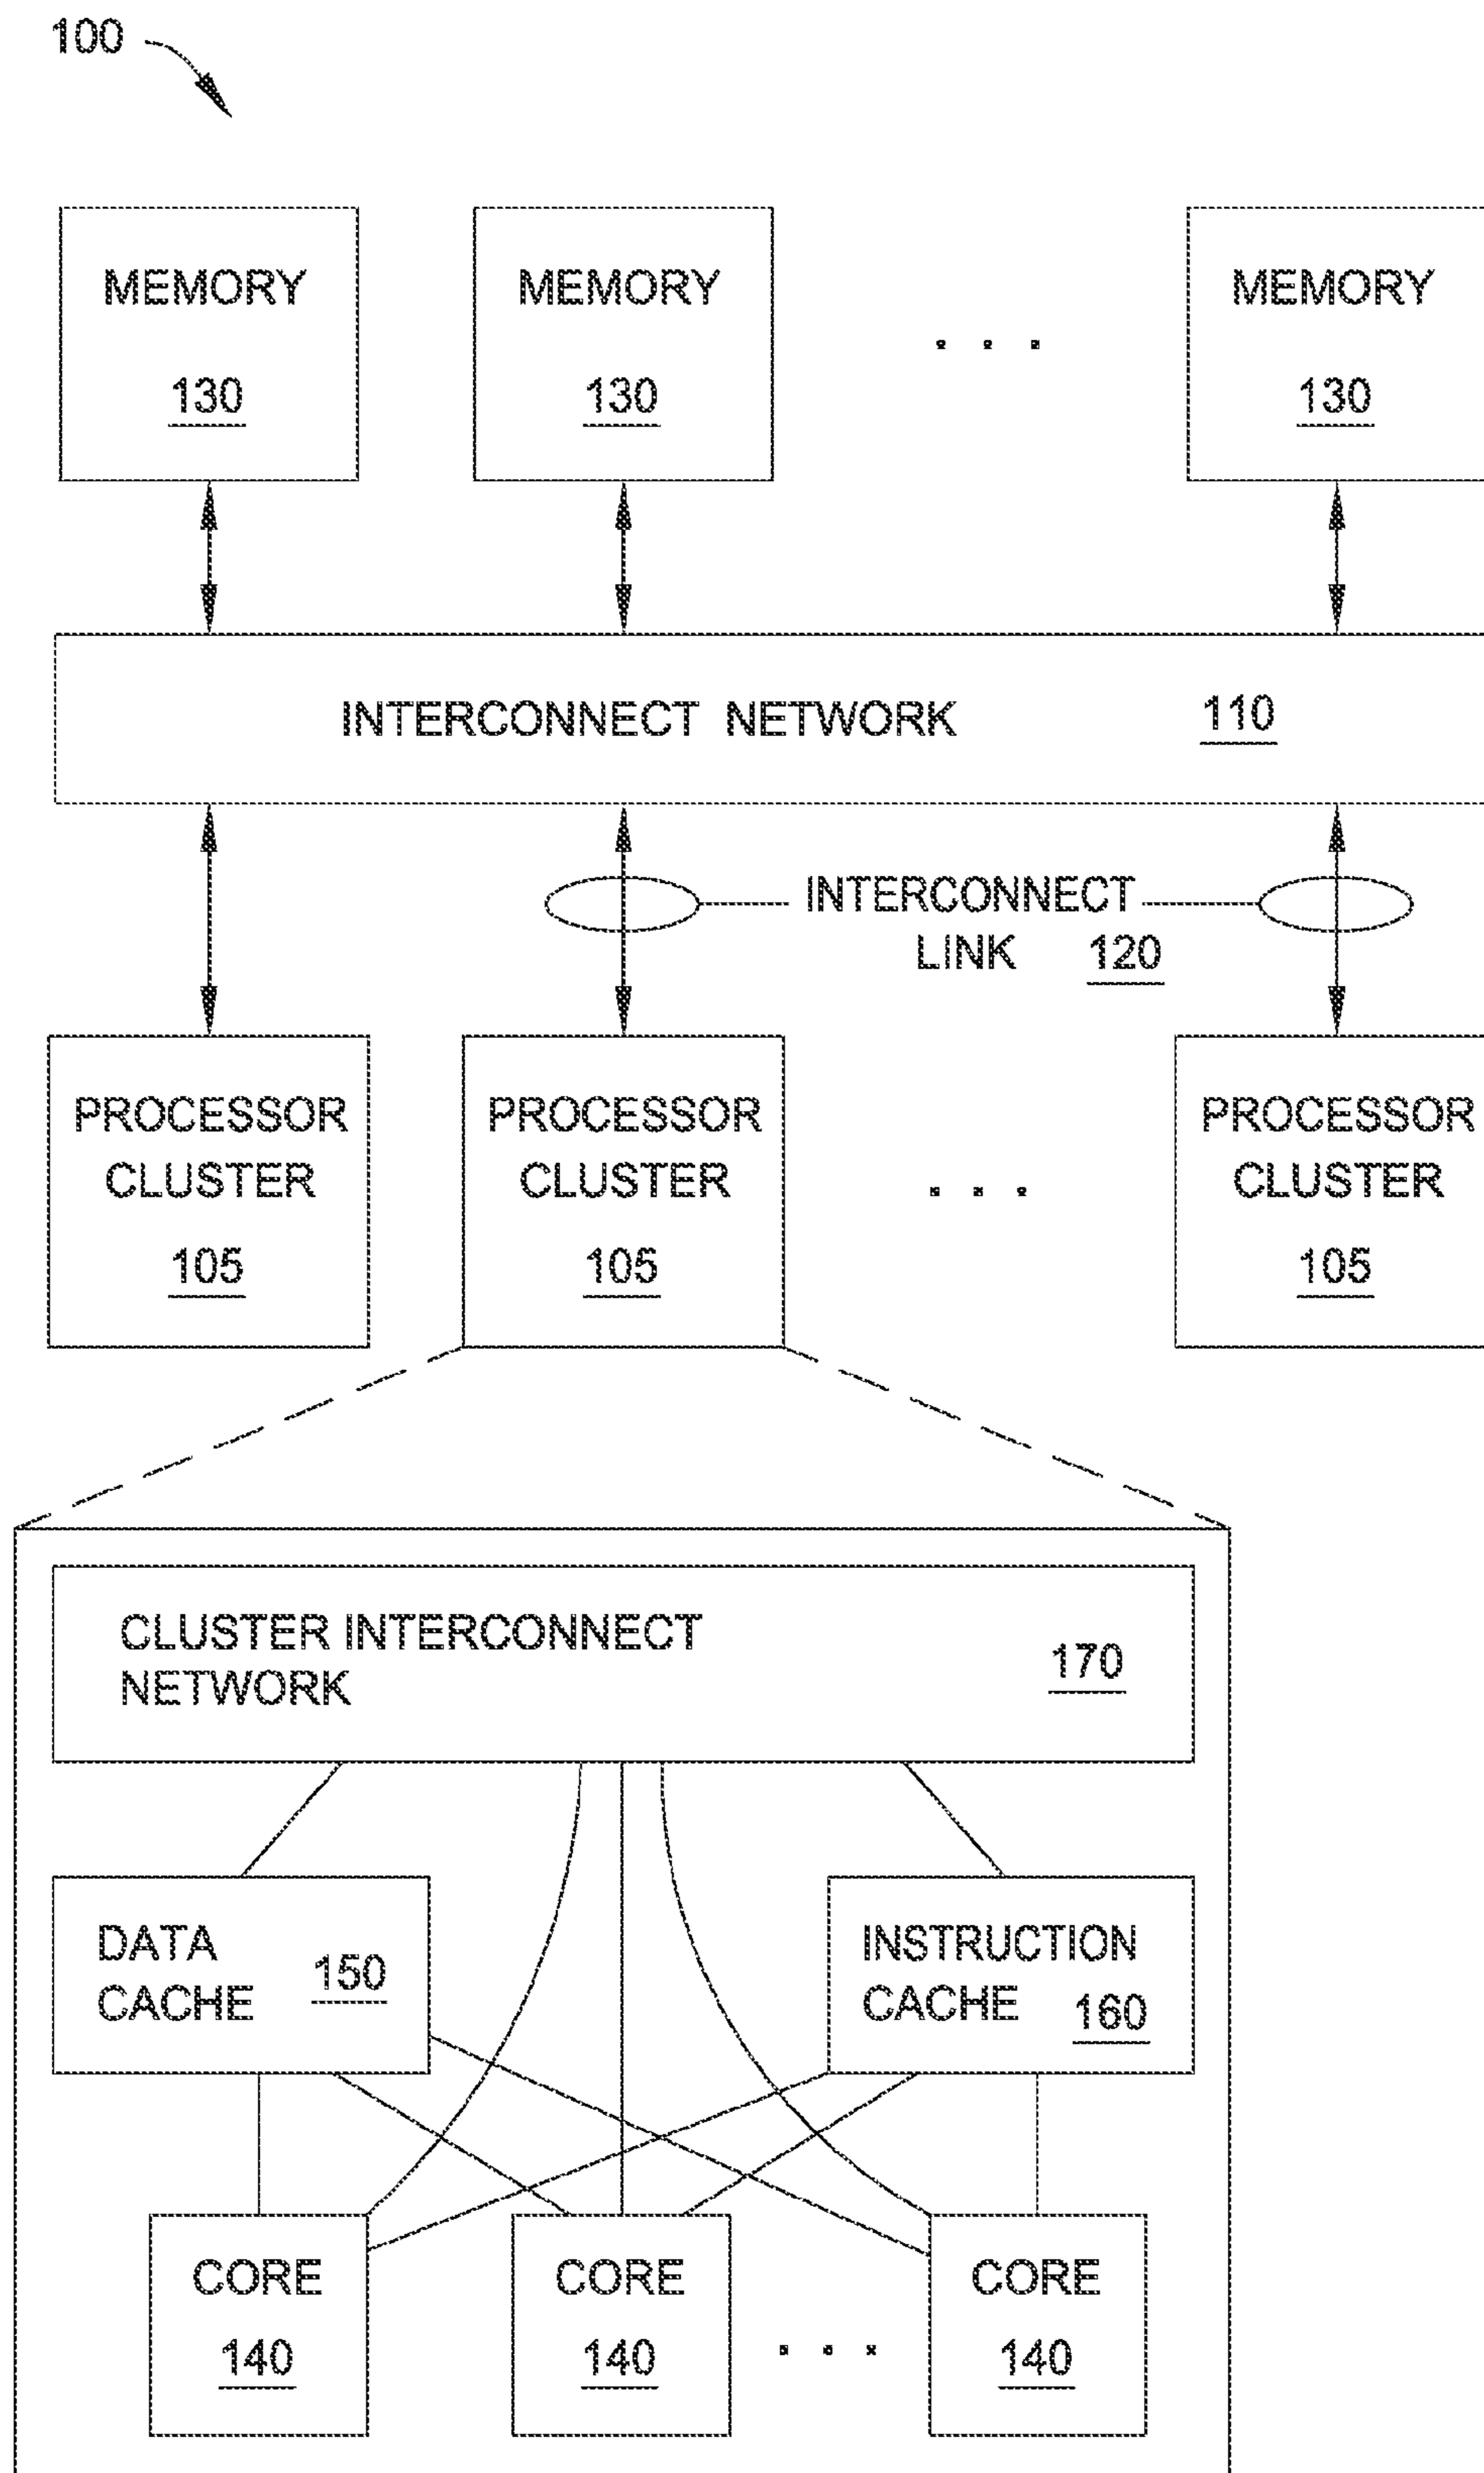 100
MEMORY MEMORY MEMORY
130 130 . . . 130
INTERCONNECT NETWORK 110
INTERCONNECT
LINK 120
PROCESSOR PROCESSOR PROCESSOR
CLUSTER CLUSTER . . . CLUSTER
105 105 105
CLUSTER INTERCONNECT
NETWORK 170
DATA
CACHE 150
INSTRUCTION
CACHE 160
CORE CORE CORE
140 140 . . . 140